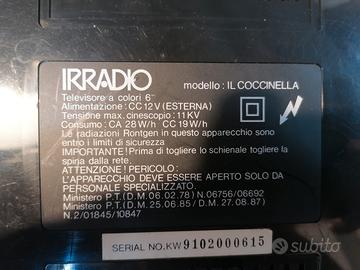 IRRADIO modello: IL COCCINELLA
Televisore a colori 6"
Alimentazione: CC 12 V (ESTERNA)
Tensione max. cinescopio: 11 KV
Consumo: CA 28 W/h CC 19 W/h
Le radiazioni Rontgen in questo apparecchio sono
entro i limiti di sicurezza
IMPORTANTE! Prima di togliere lo schienale togliere la
spina dalla rete.
ATTENZIONE! PERICOLO:
L'APPARECCHIO DEVE ESSERE APERTO SOLO DA
PERSONALE SPECIALIZZATO.
Ministero P.T. (D.M. 06.02.78) N. 06756/06692
Ministero P.T. (D.M. 25.06.85) / (D.M. 27.08.87)
N. 2/01845/10847
SERIAL NO. KW 9102000615
subito